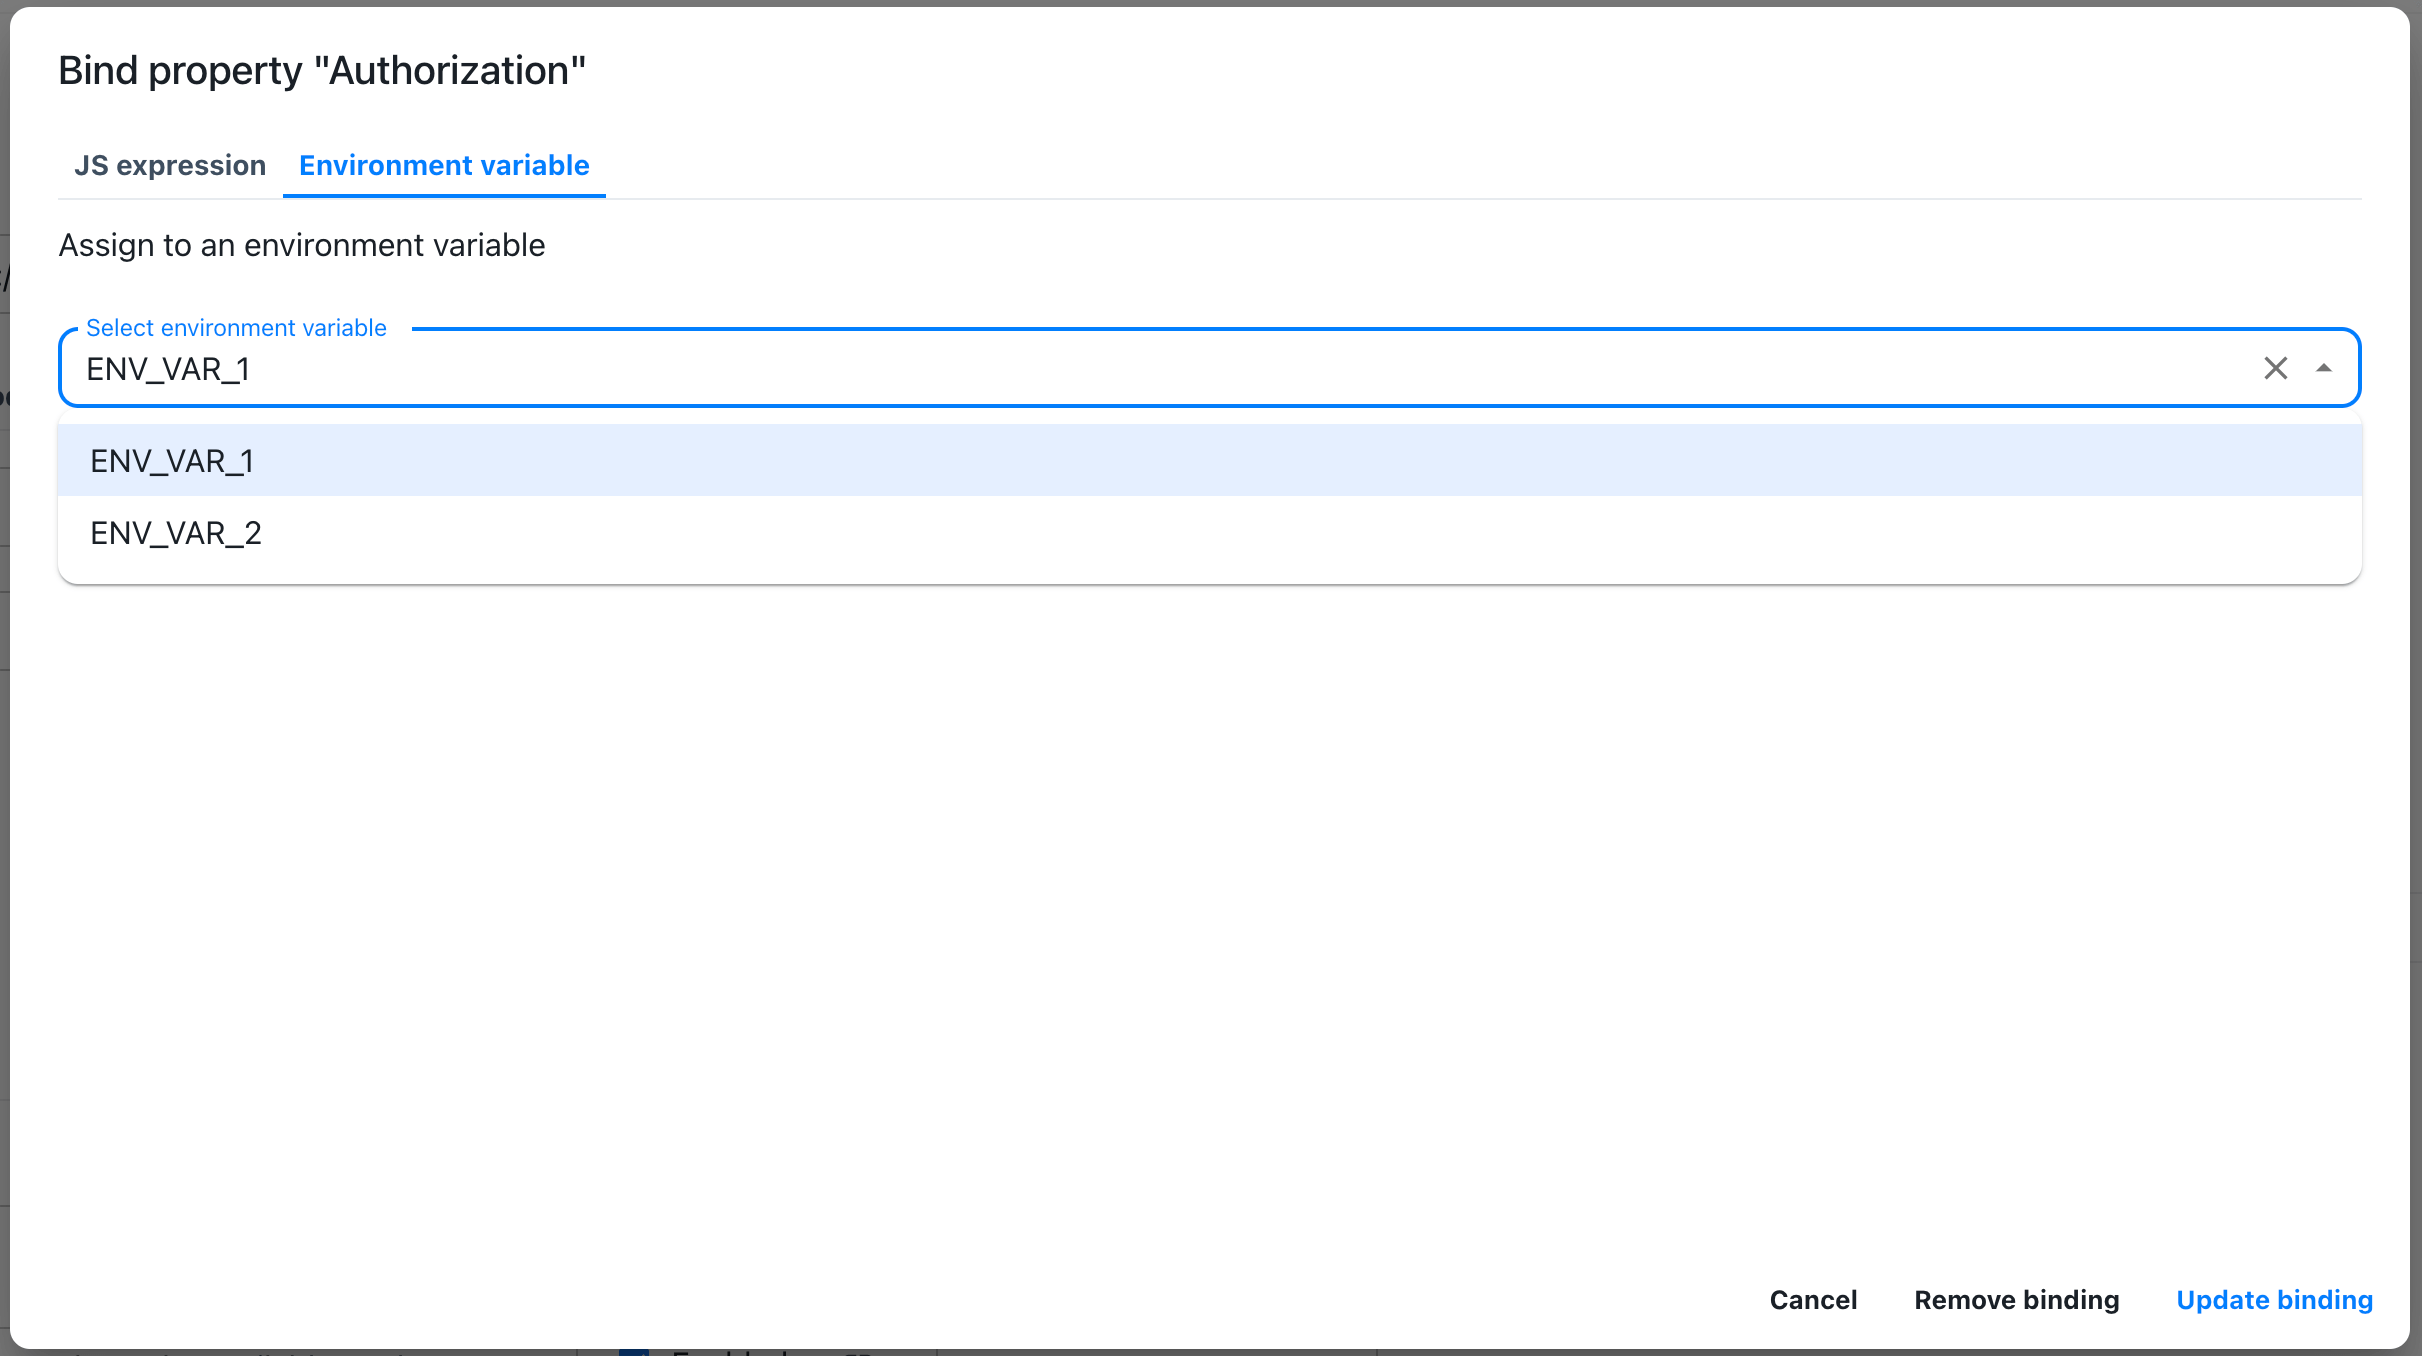 Bind property "Authorization"
JS expression Environment variable
Assign to an environment variable
Select environment variable
ENV_VAR_1
ENV_VAR_1
ENV_VAR_2
Cancel Remove binding Update binding